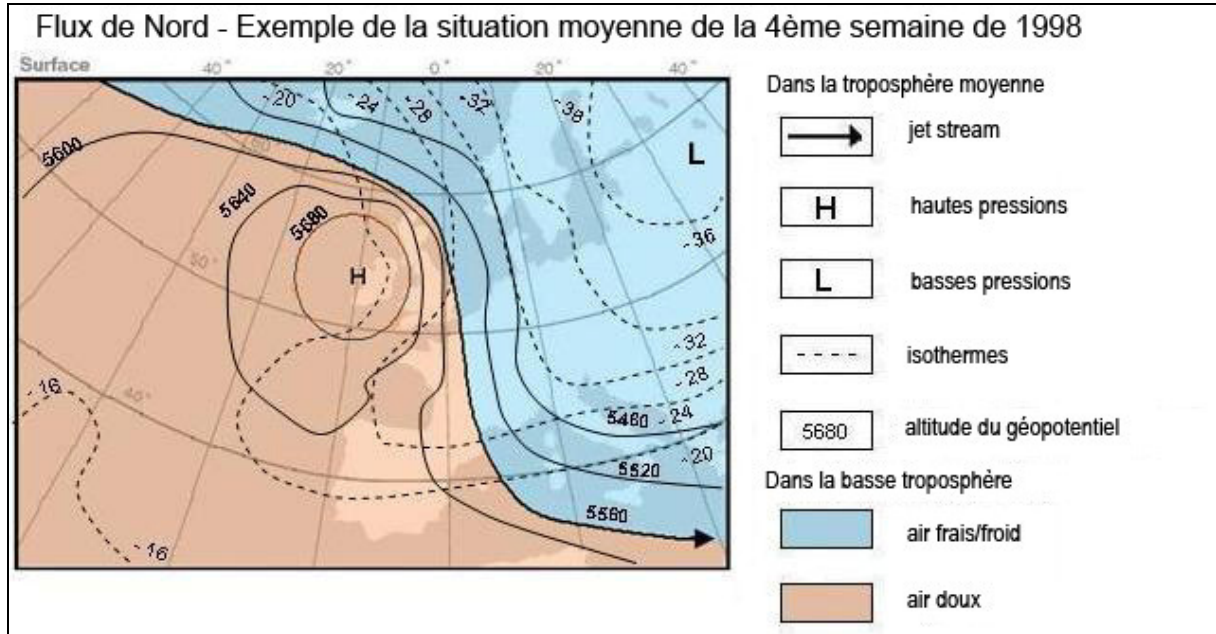 Flux de Nord - Exemple de la situation moyenne de la 4ème semaine de 1998
Surface
40° 20° 0° 20° 40°
-20 -24 -28 -32 -36
5600
60°
L
5640
5680
-36
50°
H
-32
-16
40°
-28
5460 -24
-20
5520
5560
-16
Dans la troposphère moyenne
jet stream
H hautes pressions
L basses pressions
isothermes
5680 altitude du géopotentiel
Dans la basse troposphère
air frais/froid
air doux